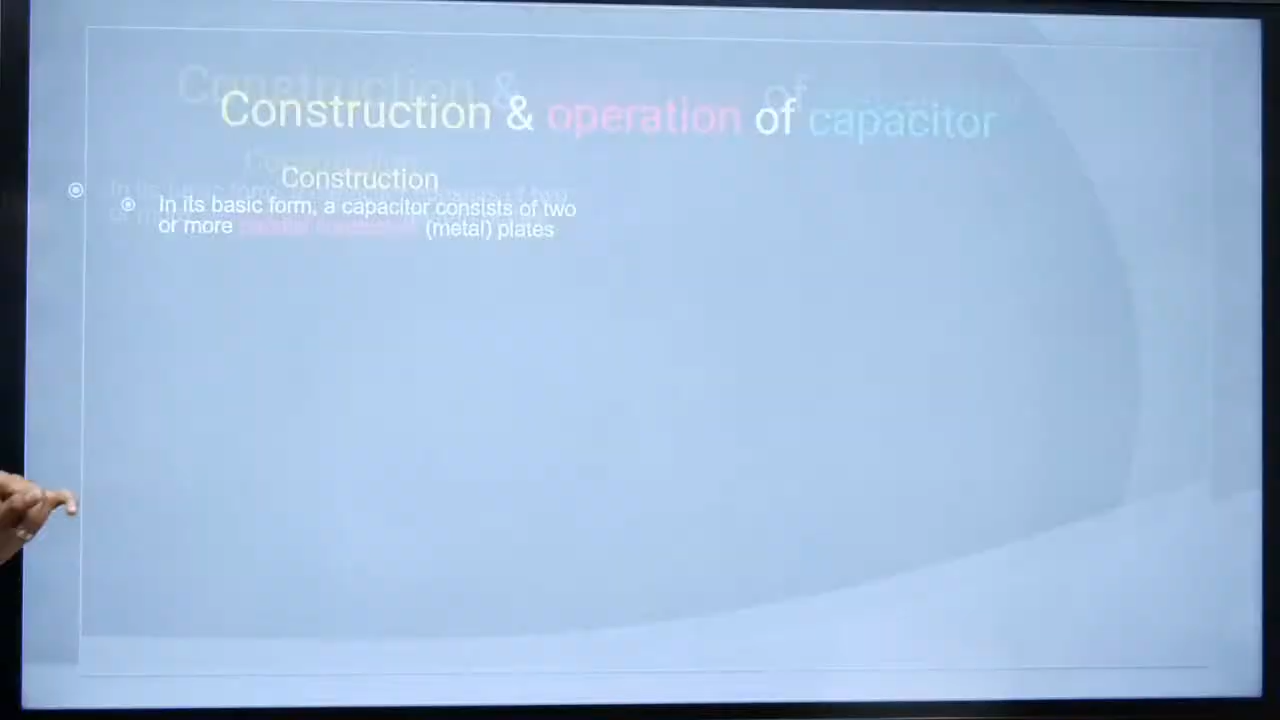 Construction & operation of capacitor
Construction
In its basic form, a capacitor consists of two
or more (metal) plates